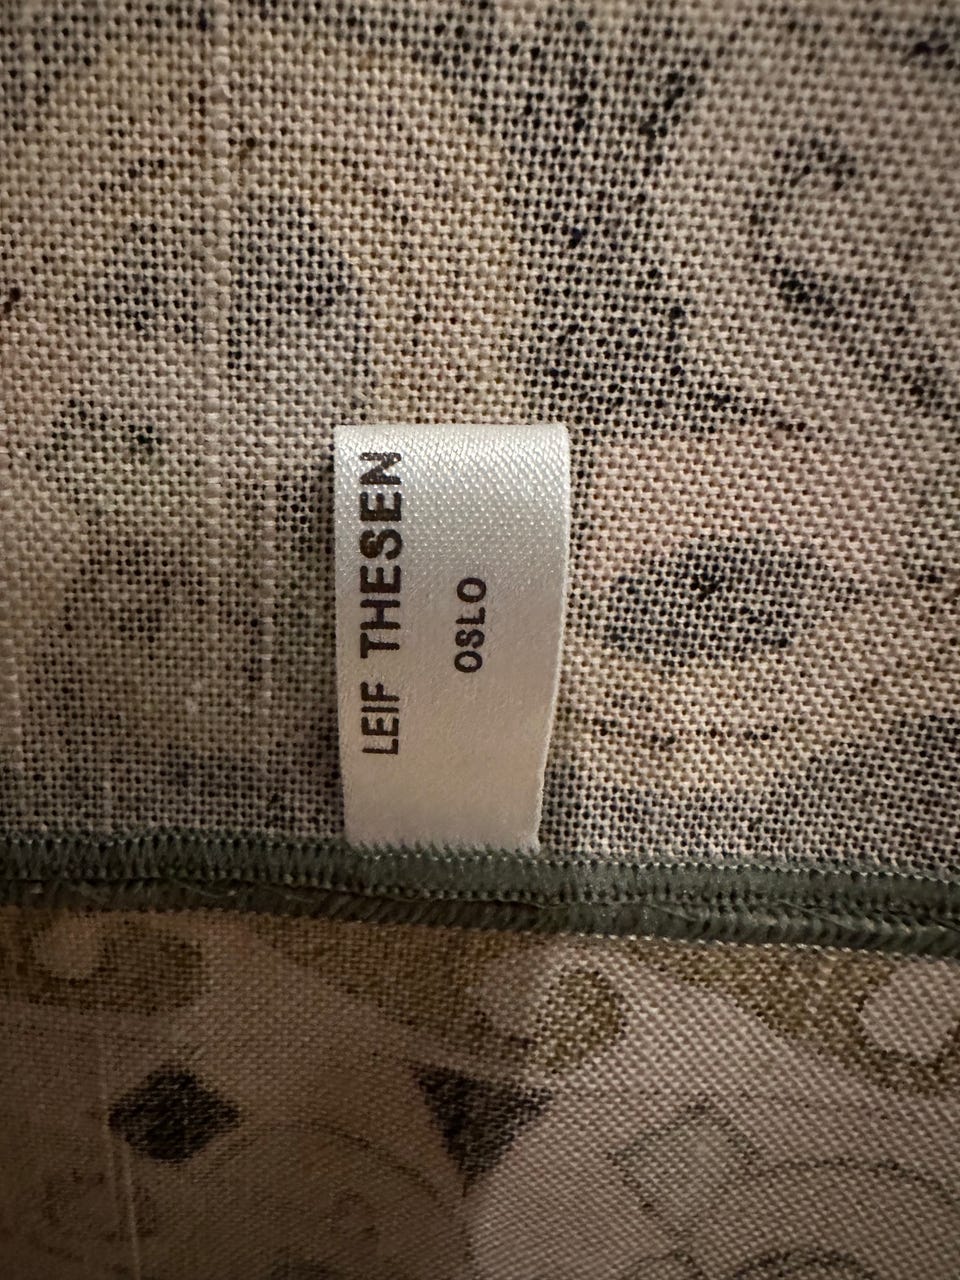 LEIF THESEN
OSLO